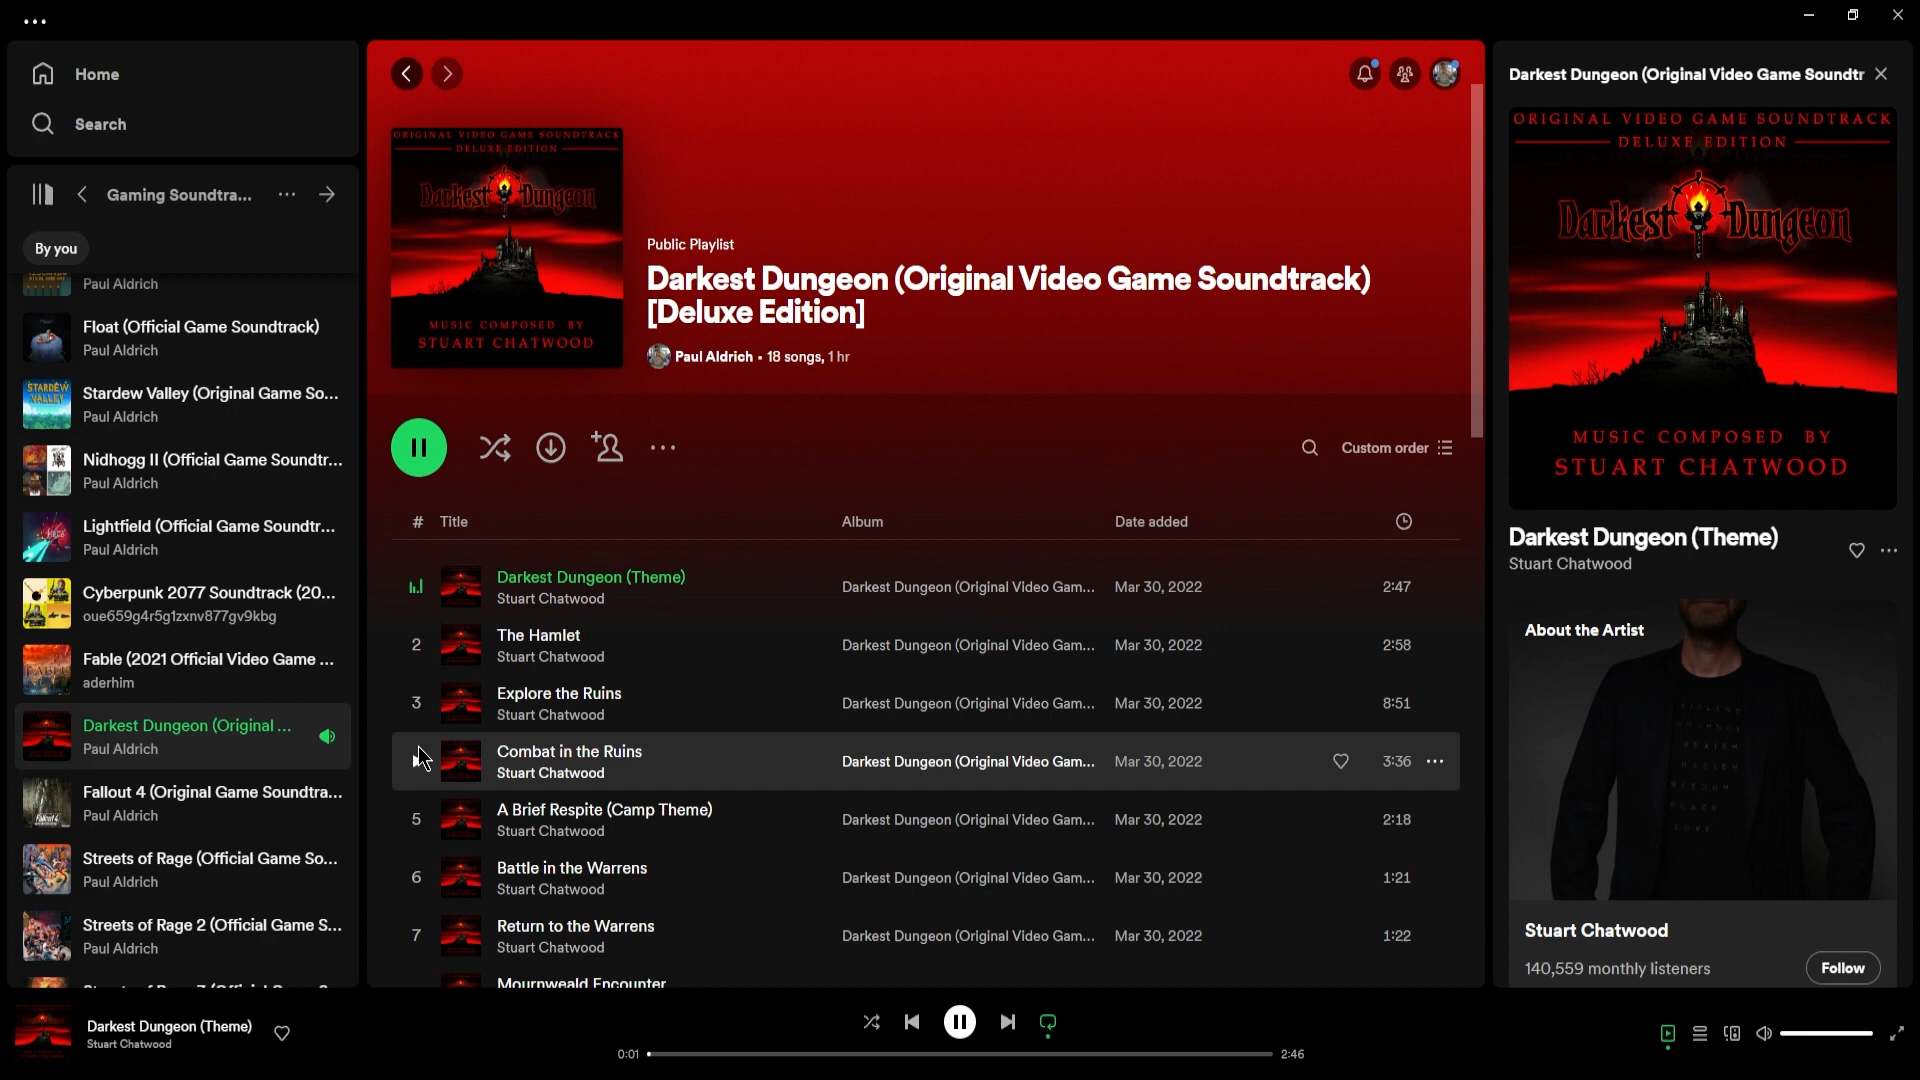 Home
Search
Gaming Soundtra...
By you
Paul Aldrich
Float (Official Game Soundtrack)
Paul Aldrich
Stardew Valley (Original Game So...
Paul Aldrich
Nidhogg II (Official Game Soundtr...
Paul Aldrich
Lightfield (Official Game Soundtr...
Paul Aldrich
Cyberpunk 2077 Soundtrack (20...
oue659g4r5g1zxnv877gv9kbg
Fable (2021 Official Video Game ...
aderhim
Darkest Dungeon (Original ...
Paul Aldrich
Fallout 4 (Original Game Soundtra...
Paul Aldrich
Streets of Rage (Official Game So...
Paul Aldrich
Streets of Rage 2 (Official Game S...
Paul Aldrich
ORIGINAL VIDEO GAME SOUNDTRACK
DELUXE EDITION
Darkest Dungeon
MUSIC COMPOSED BY
STUART CHATWOOD
Public Playlist
Darkest Dungeon (Original Video Game Soundtrack)
[Deluxe Edition]
Paul Aldrich • 18 songs, 1 hr
Custom order
# Title Album Date added
Darkest Dungeon (Theme)
Stuart Chatwood
Darkest Dungeon (Original Video Gam... Mar 30, 2022 2:47
2 The Hamlet
Stuart Chatwood
Darkest Dungeon (Original Video Gam... Mar 30, 2022 2:58
3 Explore the Ruins
Stuart Chatwood
Darkest Dungeon (Original Video Gam... Mar 30, 2022 8:51
Combat in the Ruins
Stuart Chatwood
Darkest Dungeon (Original Video Gam... Mar 30, 2022 3:36
5 A Brief Respite (Camp Theme)
Stuart Chatwood
Darkest Dungeon (Original Video Gam... Mar 30, 2022 2:18
6 Battle in the Warrens
Stuart Chatwood
Darkest Dungeon (Original Video Gam... Mar 30, 2022 1:21
7 Return to the Warrens
Stuart Chatwood
Darkest Dungeon (Original Video Gam... Mar 30, 2022 1:22
Mournweald Encounter
Darkest Dungeon (Original Video Game Soundtr
ORIGINAL VIDEO GAME SOUNDTRACK
DELUXE EDITION
Darkest Dungeon
MUSIC COMPOSED BY
STUART CHATWOOD
Darkest Dungeon (Theme)
Stuart Chatwood
About the Artist
Stuart Chatwood
140,559 monthly listeners
Follow
Darkest Dungeon (Theme)
Stuart Chatwood
0:01
2:46